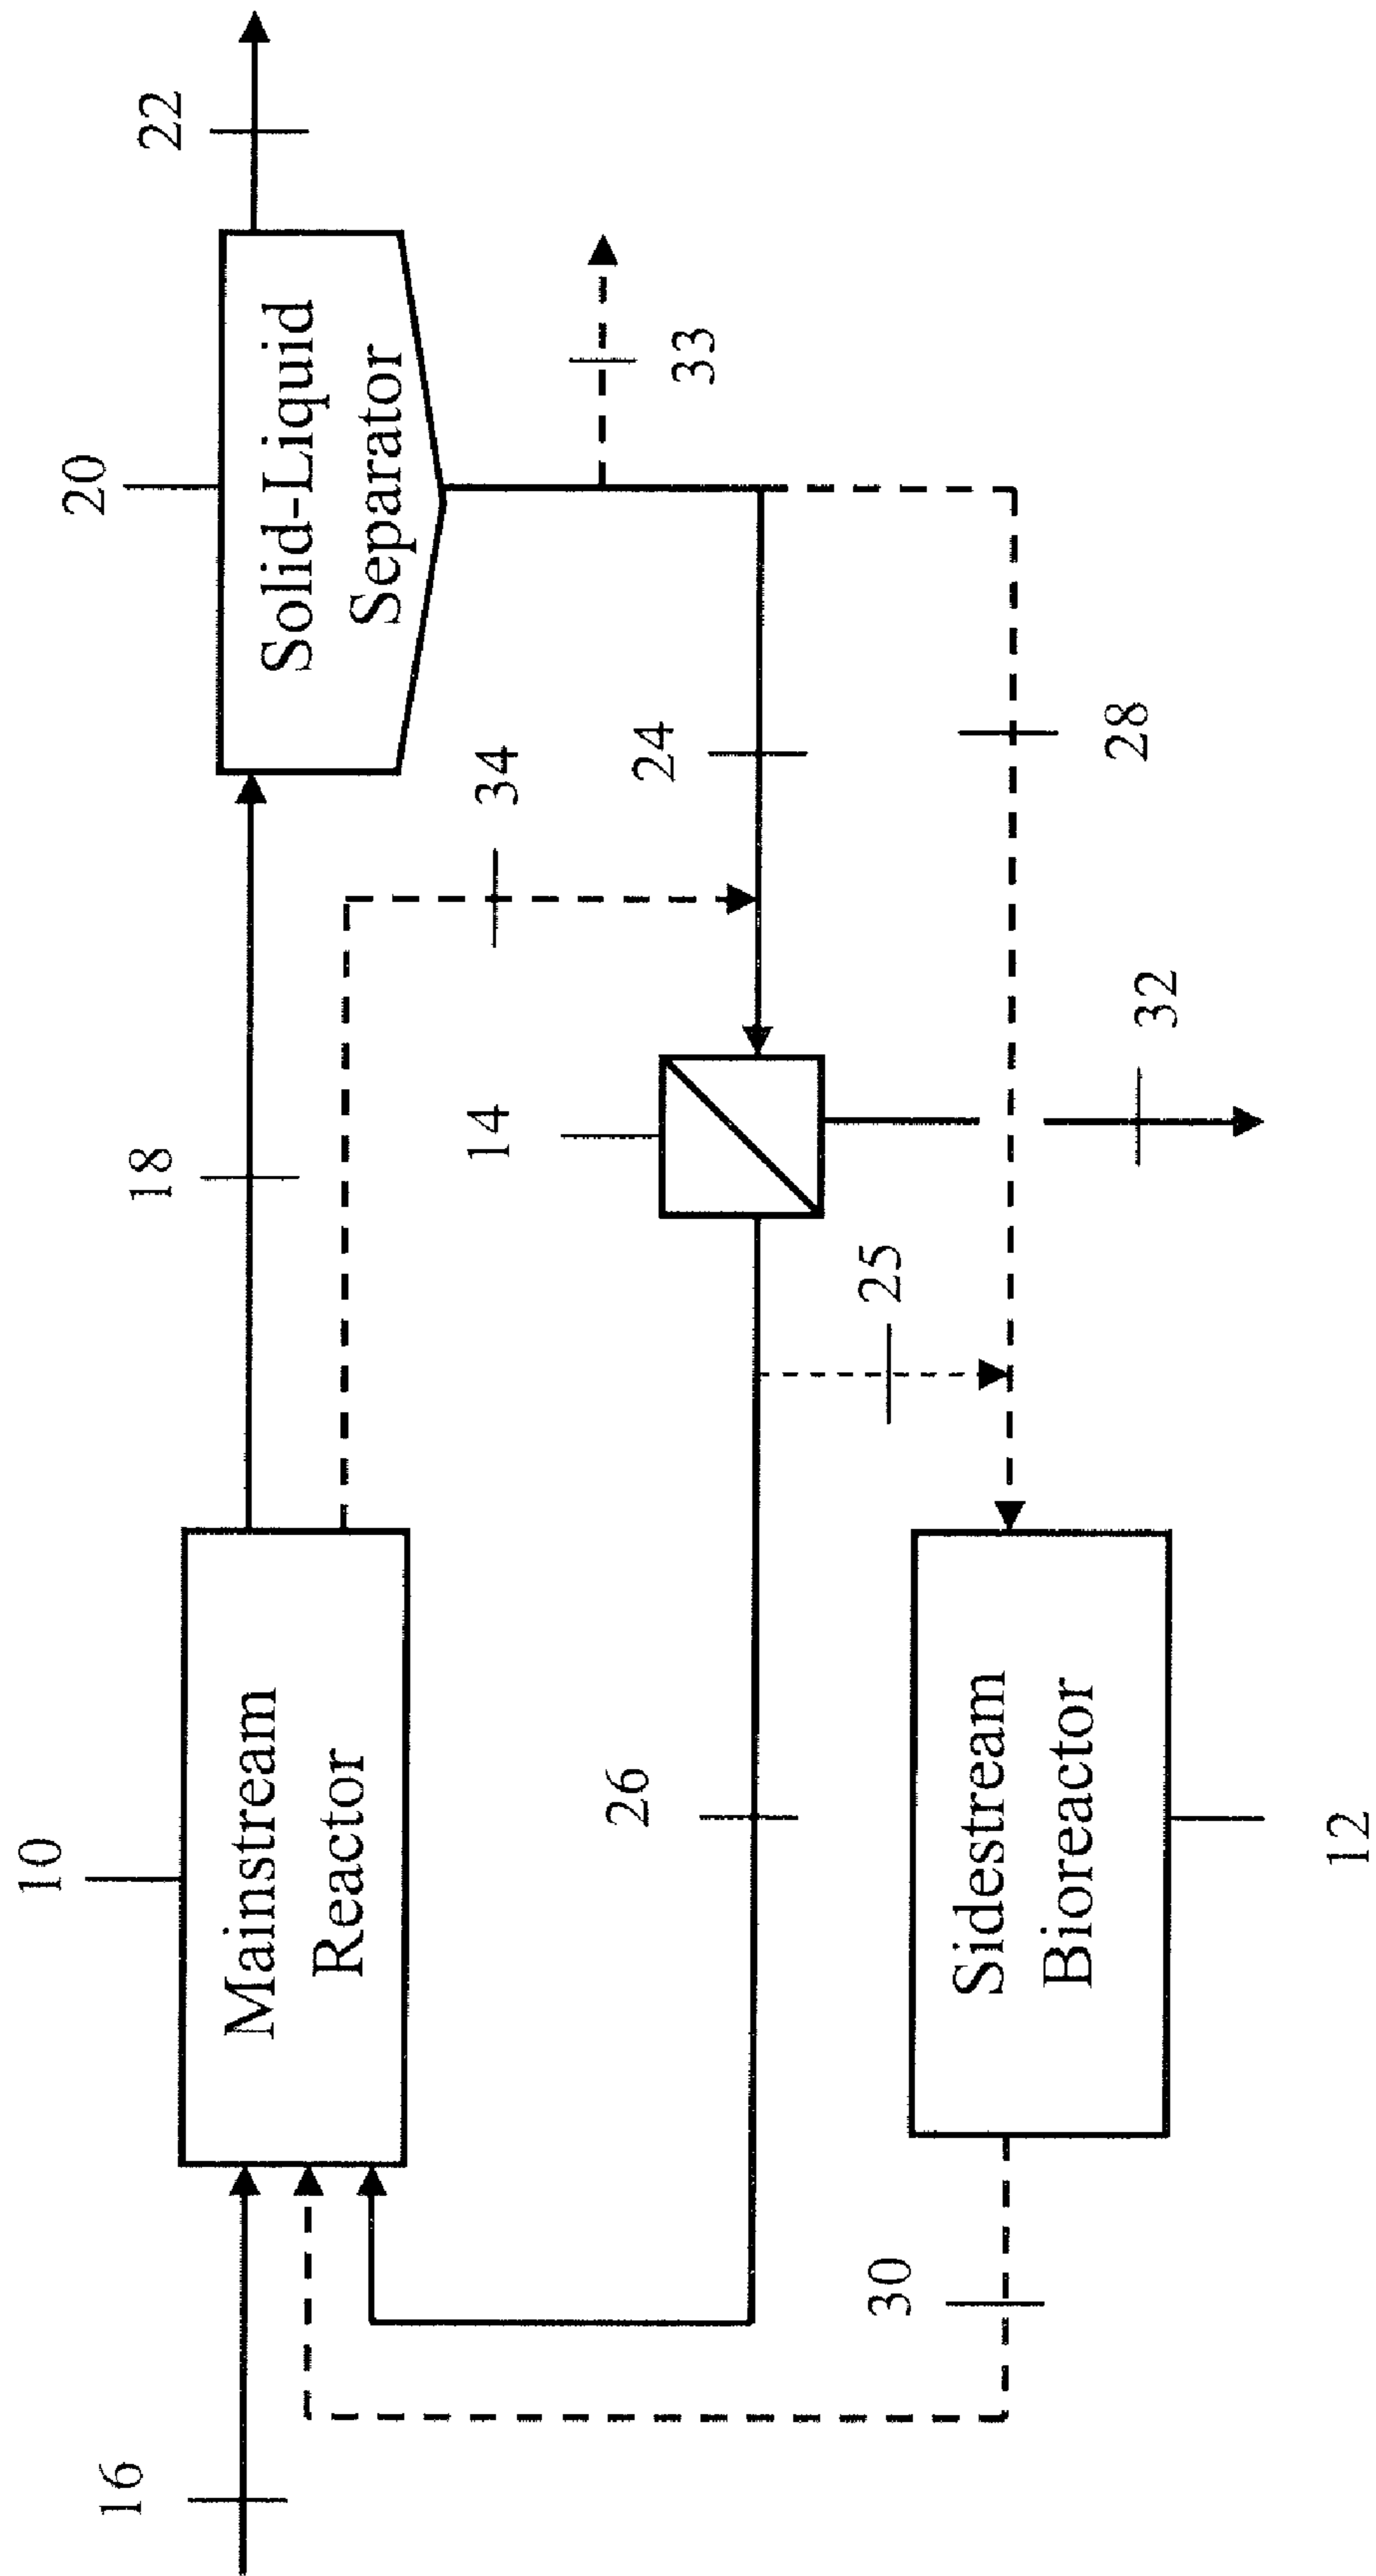 16
10
Mainstream
Reactor
18
20
Solid-Liquid
Separator
22
34
33
14
24
26
25
30
Sidestream
Bioreactor
12
28
32